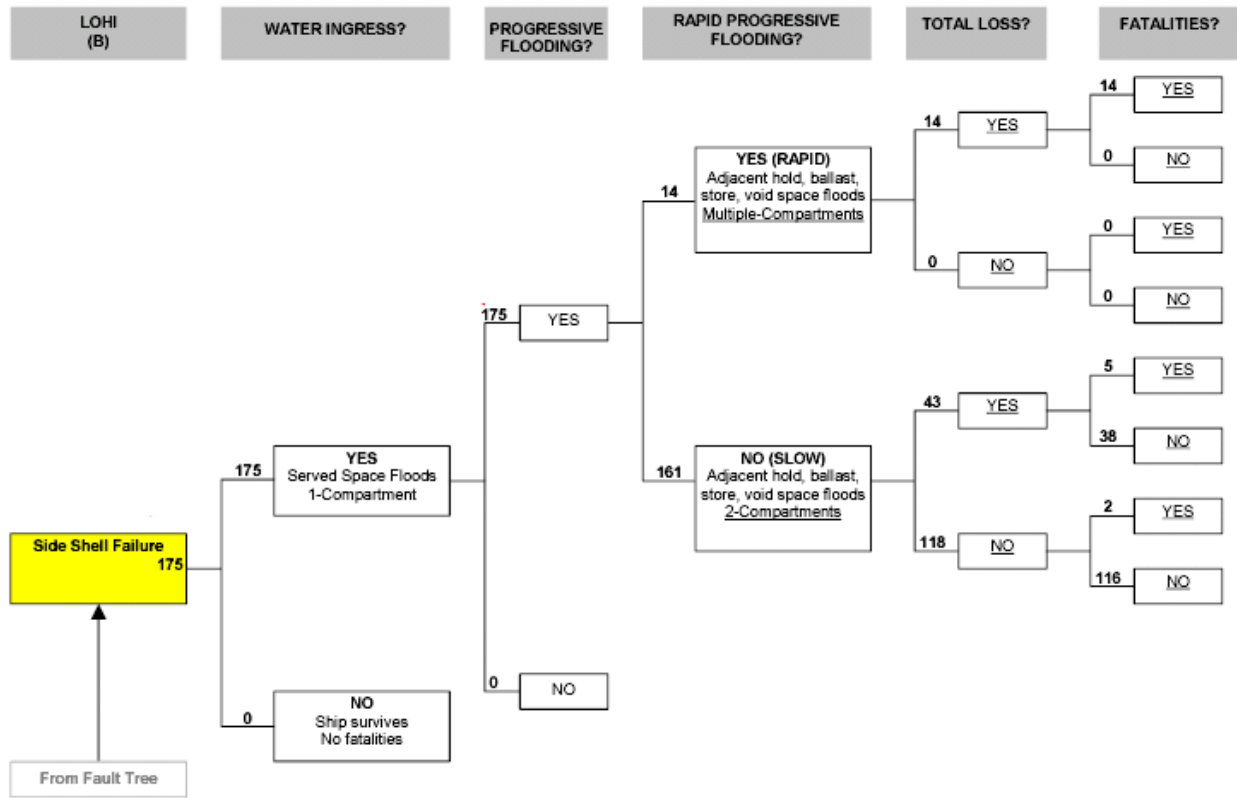 LOHI
(B)
WATER INGRESS?
PROGRESSIVE
FLOODING?
RAPID PROGRESSIVE
FLOODING?
TOTAL LOSS?
FATALITIES?
14
YES
14
YES
0
NO
YES (RAPID)
Adjacent hold, ballast,
store, void space floods
Multiple-Compartments
14
0
YES
0
NO
0
NO
175
YES
5
YES
43
YES
38
NO
NO (SLOW)
Adjacent hold, ballast,
store, void space floods
2-Compartments
161
YES
Served Space Floods
1-Compartment
175
2
YES
118
NO
116
NO
Side Shell Failure
175
0
NO
NO
Ship survives
No fatalities
0
From Fault Tree